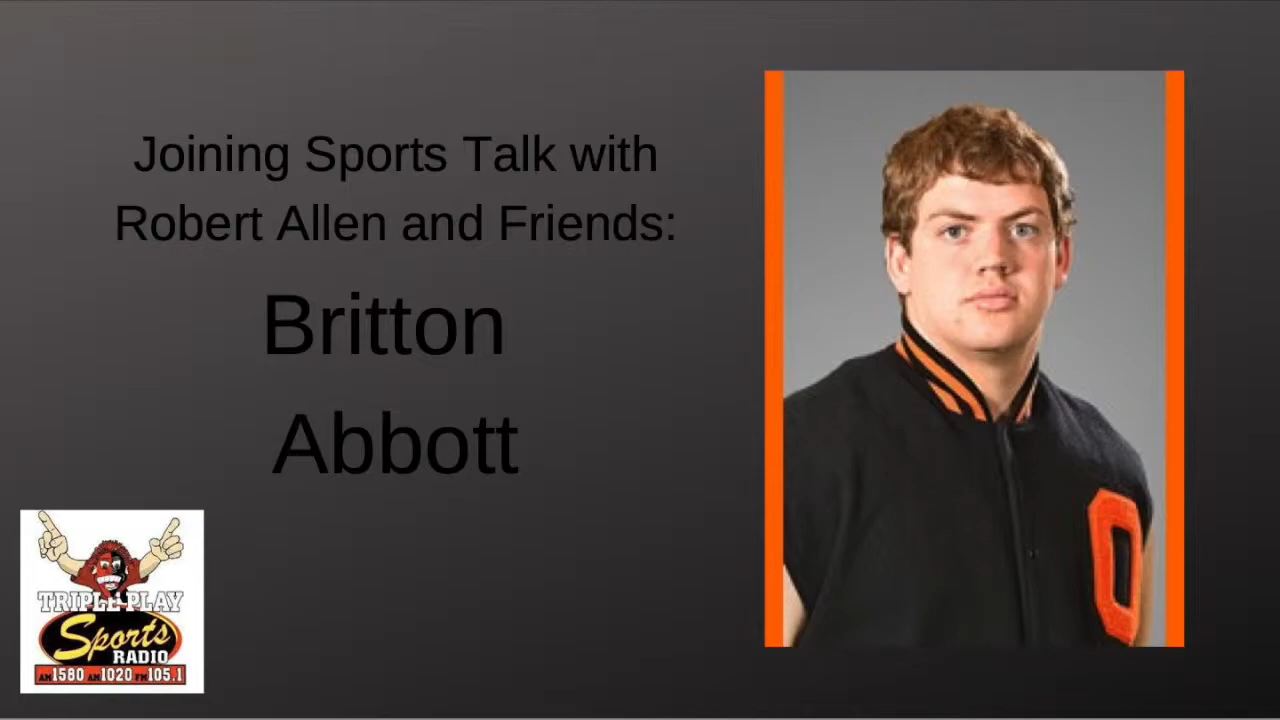 Joining Sports Talk with
Robert Allen and Friends:
Britton
Abbott
TRIPLE PLAY
Sports
RADIO
AM 1580 AM 1020 FM 105.1
O